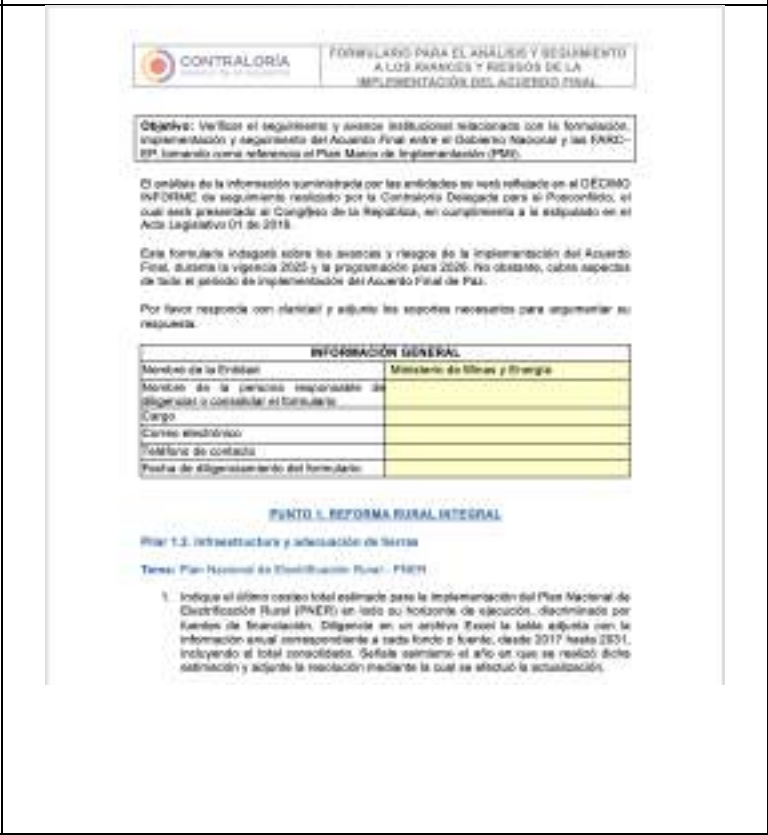 CONTRALORÍA
FORMULARIO PARA EL ANÁLISIS Y SEGUIMIENTO
A LOS AVANCES Y RIESGOS DE LA
IMPLEMENTACIÓN DEL ACUERDO FINAL
Objetivo: Verificar el seguimiento y avance institucional relacionado con la formulación,
implementación y seguimiento del Acuerdo Final entre el Gobierno Nacional y las FARC-
EP, tomando como referencia el Plan Marco de Implementación (PMI).
El análisis de la información suministrada por las entidades se verá reflejado en el DÉCIMO
INFORME de seguimiento realizado por la Contraloría Delegada para el Posconflicto, el
cual será presentado al Congreso de la República, en cumplimiento a lo estipulado en el
Acto Legislativo 01 de 2016.
Este formulario indagará sobre los avances y riesgos de la implementación del Acuerdo
Final, durante la vigencia 2025 y la programación para 2026. No obstante, cubre aspectos
de todo el periodo de implementación del Acuerdo Final de Paz.
Por favor responda con claridad y adjunte los soportes necesarios para argumentar su
respuesta.
INFORMACIÓN GENERAL
Nombre de la Entidad Ministerio de Minas y Energía
Nombre de la persona responsable de
diligenciar o consolidar el formulario
Cargo
Correo electrónico
Teléfono de contacto
Fecha de diligenciamiento del formulario
PUNTO 1. REFORMA RURAL INTEGRAL
Pilar 1.2. Infraestructura y adecuación de tierras
Tema: Plan Nacional de Electrificación Rural - PNER
1. Indique el último costeo total estimado para la implementación del Plan Nacional de
Electrificación Rural (PNER) en todo su horizonte de ejecución, discriminado por
fuentes de financiación. Diligencie en un archivo Excel la tabla adjunta con la
información anual correspondiente a cada fondo o fuente, desde 2017 hasta 2031,
incluyendo el total consolidado. Señale asimismo el año en que se realizó dicha
estimación y adjunte la resolución mediante la cual se efectuó la actualización.